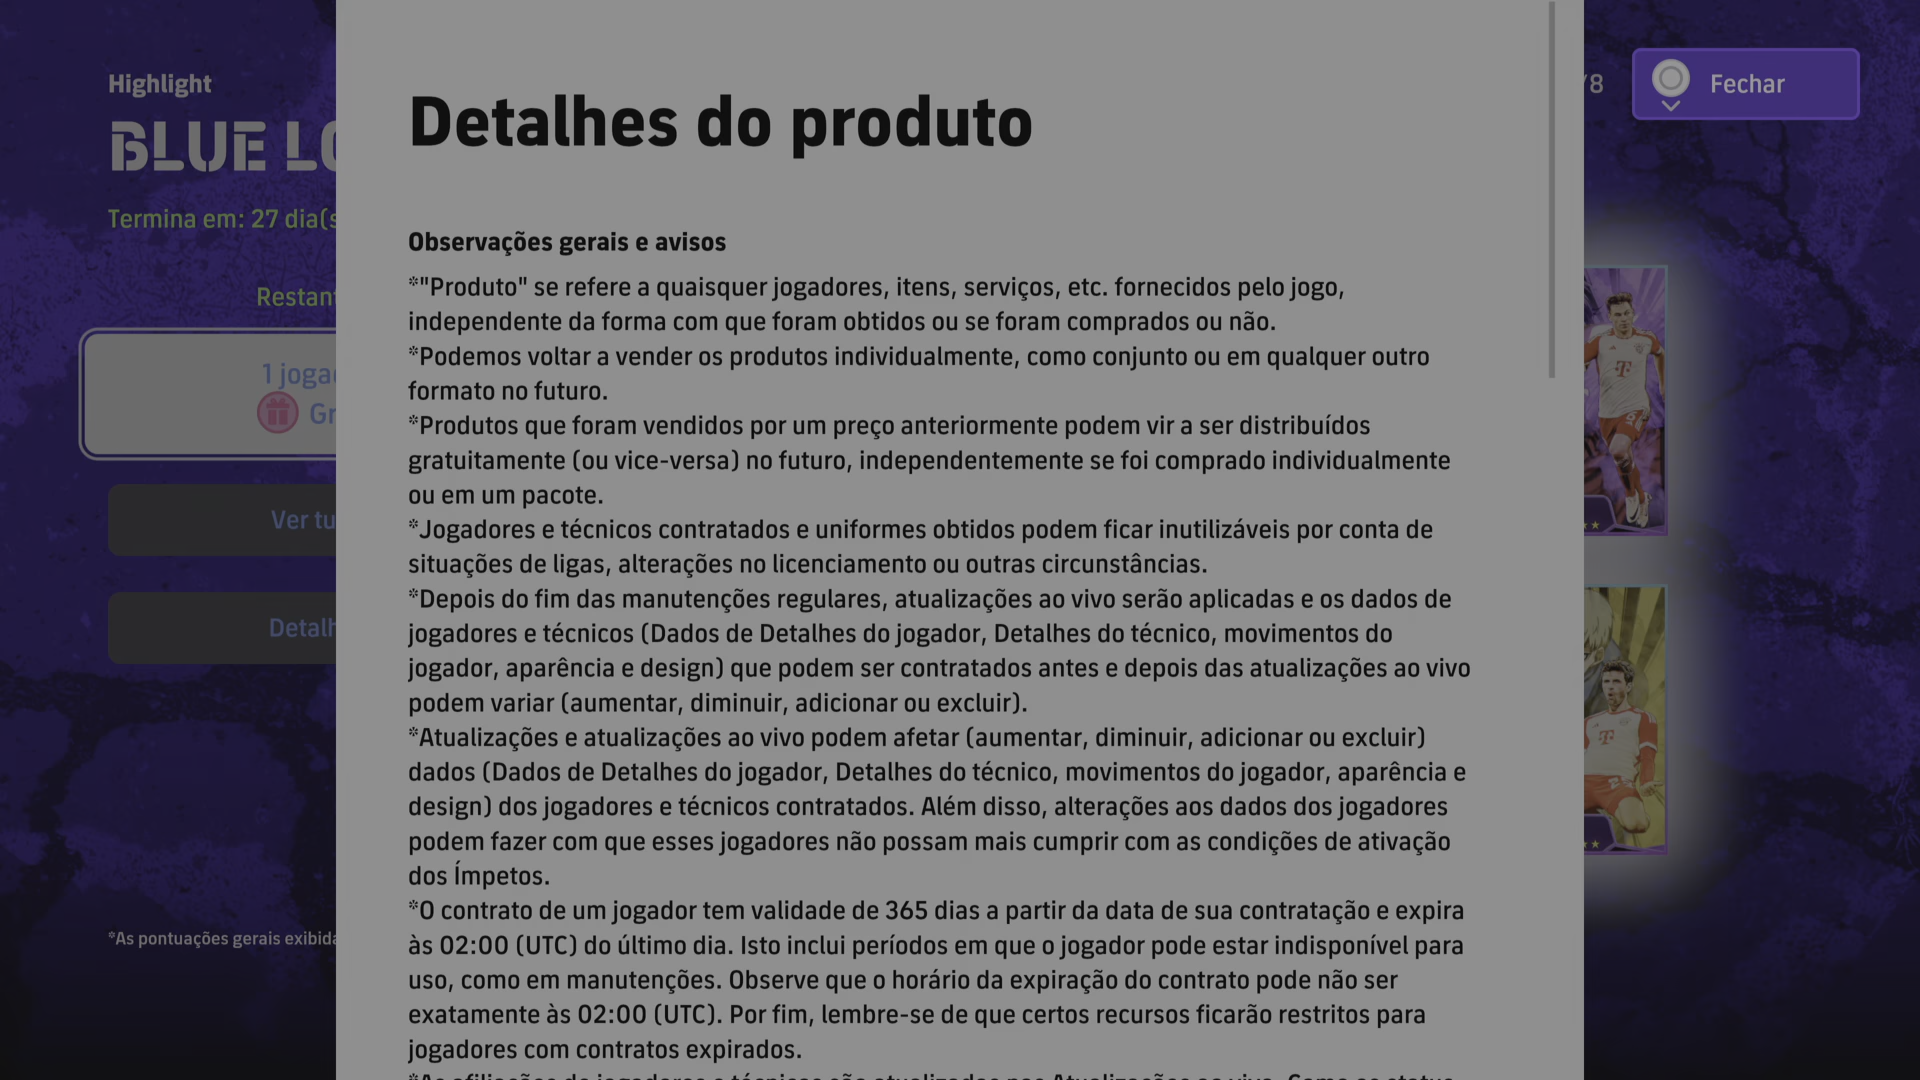 Highlight
BLUE LO
Termina em: 27 dia(s
Restan
1 joga
Gr
Ver tu
Detalh
*As pontuações gerais exibida
Detalhes do produto
Observações gerais e avisos
*"Produto" se refere a quaisquer jogadores, itens, serviços, etc. fornecidos pelo jogo,
independente da forma com que foram obtidos ou se foram comprados ou não.
*Podemos voltar a vender os produtos individualmente, como conjunto ou em qualquer outro
formato no futuro.
*Produtos que foram vendidos por um preço anteriormente podem vir a ser distribuídos
gratuitamente (ou vice-versa) no futuro, independentemente se foi comprado individualmente
ou em um pacote.
*Jogadores e técnicos contratados e uniformes obtidos podem ficar inutilizáveis por conta de
situações de ligas, alterações no licenciamento ou outras circunstâncias.
*Depois do fim das manutenções regulares, atualizações ao vivo serão aplicadas e os dados de
jogadores e técnicos (Dados de Detalhes do jogador, Detalhes do técnico, movimentos do
jogador, aparência e design) que podem ser contratados antes e depois das atualizações ao vivo
podem variar (aumentar, diminuir, adicionar ou excluir).
*Atualizações e atualizações ao vivo podem afetar (aumentar, diminuir, adicionar ou excluir)
dados (Dados de Detalhes do jogador, Detalhes do técnico, movimentos do jogador, aparência e
design) dos jogadores e técnicos contratados. Além disso, alterações aos dados dos jogadores
podem fazer com que esses jogadores não possam mais cumprir com as condições de ativação
dos Ímpetos.
*O contrato de um jogador tem validade de 365 dias a partir da data de sua contratação e expira
às 02:00 (UTC) do último dia. Isto inclui períodos em que o jogador pode estar indisponível para
uso, como em manutenções. Observe que o horário da expiração do contrato pode não ser
exatamente às 02:00 (UTC). Por fim, lembre-se de que certos recursos ficarão restritos para
jogadores com contratos expirados.
/8
Fechar